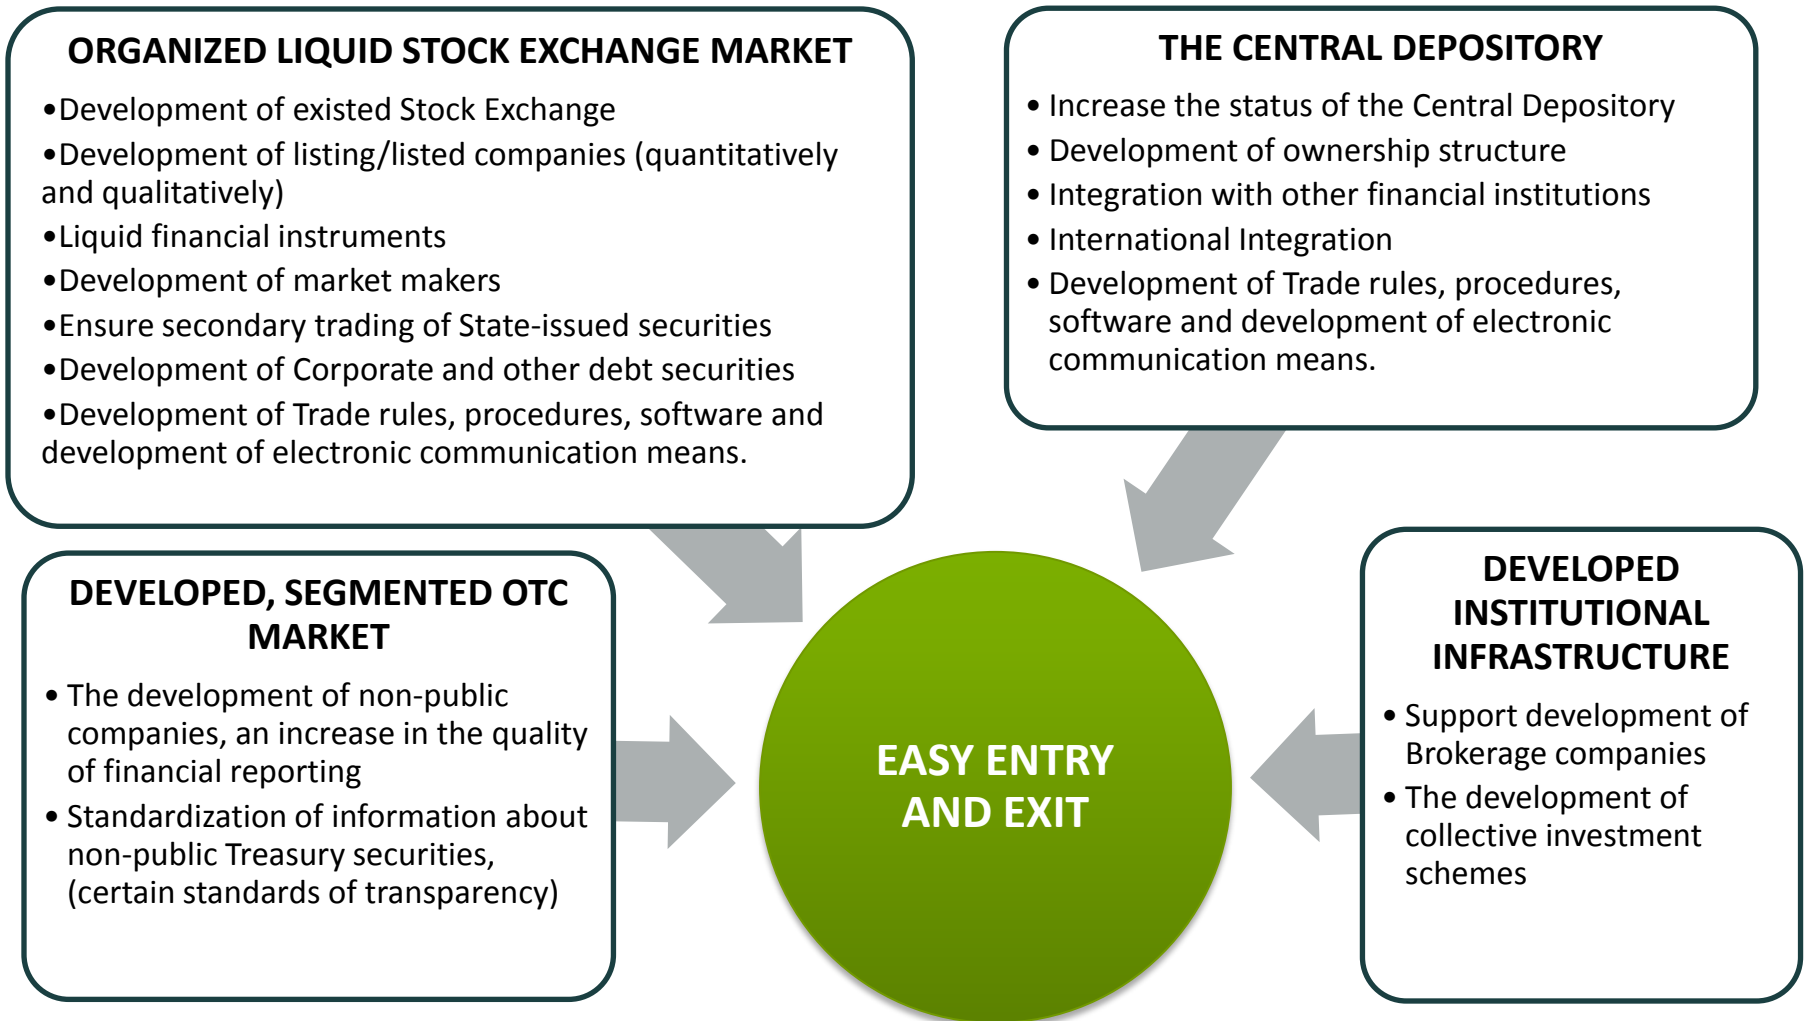 ORGANIZED LIQUID STOCK EXCHANGE MARKET
•Development of existed Stock Exchange
•Development of listing/listed companies (quantitatively
and qualitatively)
•Liquid financial instruments
•Development of market makers
•Ensure secondary trading of State-issued securities
•Development of Corporate and other debt securities
•Development of Trade rules, procedures, software and
development of electronic communication means.
THE CENTRAL DEPOSITORY
• Increase the status of the Central Depository
• Development of ownership structure
• Integration with other financial institutions
• International Integration
• Development of Trade rules, procedures,
software and development of electronic
communication means.
DEVELOPED, SEGMENTED OTC
MARKET
• The development of non-public
companies, an increase in the quality
of financial reporting
• Standardization of information about
non-public Treasury securities,
(certain standards of transparency)
EASY ENTRY
AND EXIT
DEVELOPED
INSTITUTIONAL
INFRASTRUCTURE
• Support development of
Brokerage companies
• The development of
collective investment
schemes